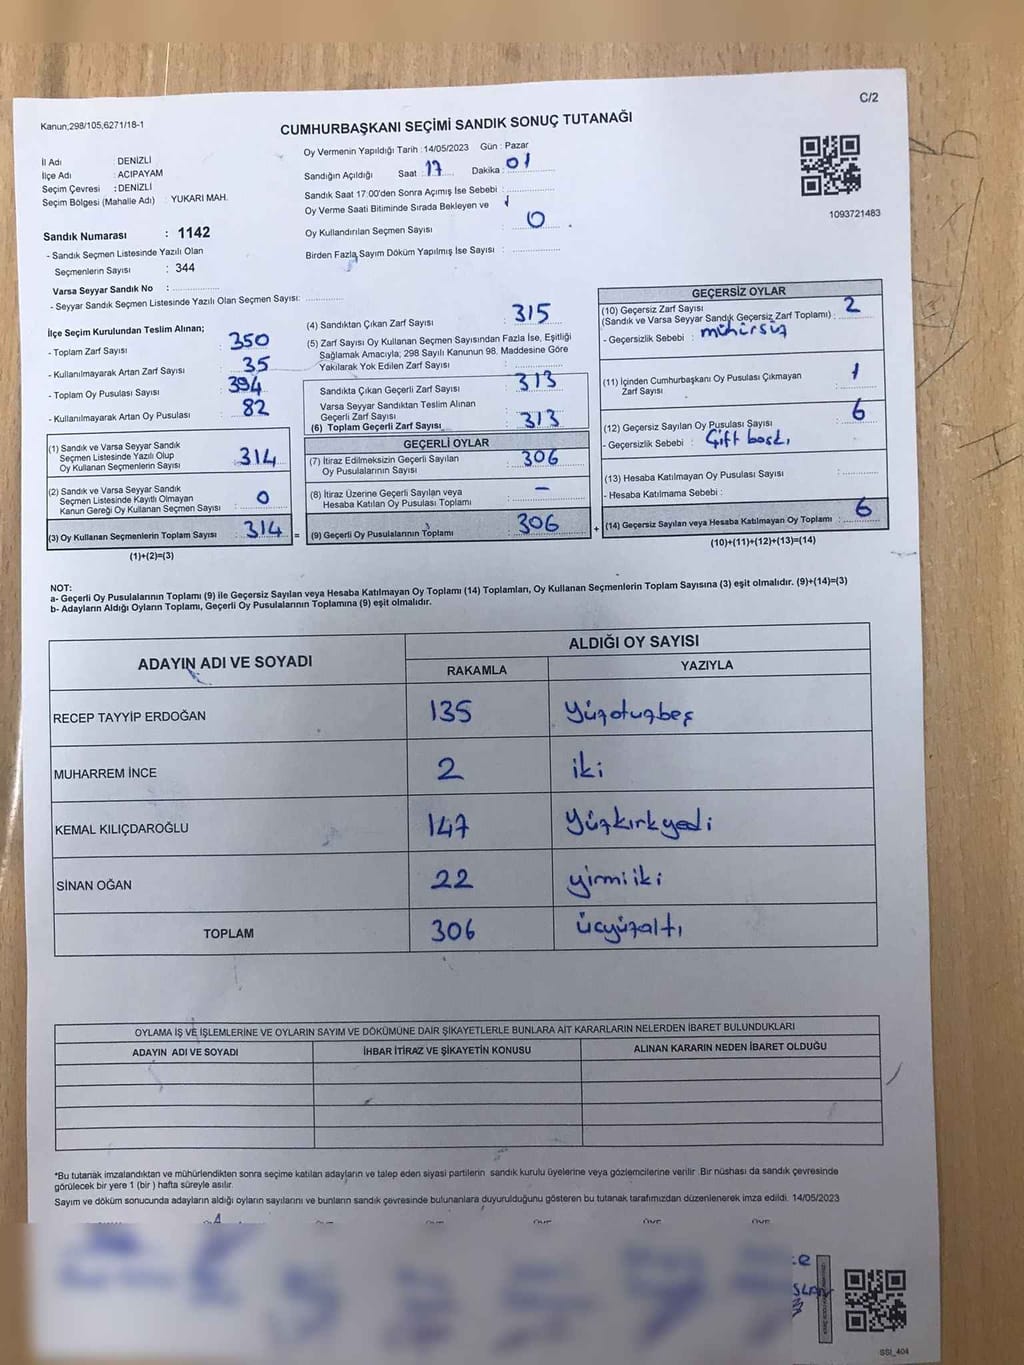 C/2
Kanun,298/105,6271/18-1
CUMHURBAŞKANI SEÇİMİ SANDIK SONUÇ TUTANAĞI
İl Adı DENİZLİ
İlçe Adı : ACIPAYAM
Seçim Çevresi : DENİZLİ
Seçim Bölgesi (Mahalle Adı) YUKARI MAH.
Sandık Numarası : 1142
- Sandık Seçmen Listesinde Yazılı Olan
Seçmenlerin Sayısı : 344
Varsa Seyyar Sandık No :
- Seyyar Sandık Seçmen Listesinde Yazılı Olan Seçmen Sayısı:
Oy Vermenin Yapıldığı Tarih : 14/05/2023 Gün : Pazar
Sandığın Açıldığı Saat : 17 Dakika : 01
Sandık Saat 17:00'den Sonra Açımış İse Sebebi :
Oy Verme Saati Bitiminde Sırada Bekleyen ve
Oy Kullandırılan Seçmen Sayısı : 0
Birden Fazla Sayım Döküm Yapılmış İse Sayısı :
1093721483
İlçe Seçim Kurulundan Teslim Alınan;
- Toplam Zarf Sayısı : 350
- Kullanılmayarak Artan Zarf Sayısı : 35
- Toplam Oy Pusulası Sayısı : 394
- Kullanılmayarak Artan Oy Pusulası : 82
(1) Sandık ve Varsa Seyyar Sandık
Seçmen Listesinde Yazılı Olup
Oy Kullanan Seçmenlerin Sayısı : 314
(2) Sandık ve Varsa Seyyar Sandık
Seçmen Listesinde Kayıtlı Olmayan
Kanun Gereği Oy Kullanan Seçmen Sayısı : 0
(3) Oy Kullanan Seçmenlerin Toplam Sayısı : 314 =
(1)+(2)=(3)
(4) Sandıktan Çıkan Zarf Sayısı : 315
(5) Zarf Sayısı Oy Kullanan Seçmen Sayısından Fazla İse, Eşitliği
Sağlamak Amacıyla; 298 Sayılı Kanunun 98. Maddesine Göre
Yakılarak Yok Edilen Zarf Sayısı :
Sandıkta Çıkan Geçerli Zarf Sayısı : 313
Varsa Seyyar Sandıktan Teslim Alınan
Geçerli Zarf Sayısı
(6) Toplam Geçerli Zarf Sayısı : 313
GEÇERLİ OYLAR
(7) İtiraz Edilmeksizin Geçerli Sayılan
Oy Pusulalarının Sayısı : 306
(8) İtiraz Üzerine Geçerli Sayılan veya
Hesaba Katılan Oy Pusulası Toplamı : –
(9) Geçerli Oy Pusulalarının Toplamı : 306 +
GEÇERSİZ OYLAR
(10) Geçersiz Zarf Sayısı
(Sandık ve Varsa Seyyar Sandık Geçersiz Zarf Toplamı) : 2
- Geçersizlik Sebebi : mühürsüz
(11) İçinden Cumhurbaşkanı Oy Pusulası Çıkmayan
Zarf Sayısı : 1
(12) Geçersiz Sayılan Oy Pusulası Sayısı : 6
- Geçersizlik Sebebi : Çift baskı
(13) Hesaba Katılmayan Oy Pusulası Sayısı :
- Hesaba Katılmama Sebebi :
(14) Geçersiz Sayılan veya Hesaba Katılmayan Oy Toplamı : 6
(10)+(11)+(12)+(13)=(14)
NOT:
a- Geçerli Oy Pusulalarının Toplamı (9) ile Geçersiz Sayılan veya Hesaba Katılmayan Oy Toplamı (14) Toplamları, Oy Kullanan Seçmenlerin Toplam Sayısına (3) eşit olmalıdır. (9)+(14)=(3)
b- Adayların Aldığı Oyların Toplamı, Geçerli Oy Pusulalarının Toplamına (9) eşit olmalıdır.
ADAYIN ADI VE SOYADI ALDIĞI OY SAYISI
RAKAMLA YAZIYLA
RECEP TAYYİP ERDOĞAN 135 Yüzotuzbeş
MUHARREM İNCE 2 iki
KEMAL KILIÇDAROĞLU 147 Yüzkırkyedi
SİNAN OĞAN 22 yirmiiki
TOPLAM 306 üçyüzaltı
OYLAMA İŞ VE İŞLEMLERİNE VE OYLARIN SAYIM VE DÖKÜMÜNE DAİR ŞİKAYETLERLE BUNLARA AİT KARARLARIN NELERDEN İBARET BULUNDUKLARI
ADAYIN ADI VE SOYADI İHBAR İTİRAZ VE ŞİKAYETİN KONUSU ALINAN KARARIN NEDEN İBARET OLDUĞU
*Bu tutanak imzalandıktan ve mühürlendikten sonra seçime katılan adayların ve talep eden siyasi partilerin sandık kurulu üyelerine veya gözlemcilerine verilir. Bir nüshası da sandık çevresinde
görülecek bir yere 1 (bir ) hafta süreyle asılır.
Sayım ve döküm sonucunda adayların aldığı oyların sayılarını ve bunların sandık çevresinde bulunanlara duyurulduğunu gösteren bu tutanak tarafımızdan düzenlenerek imza edildi. 14/05/2023
SSI_404